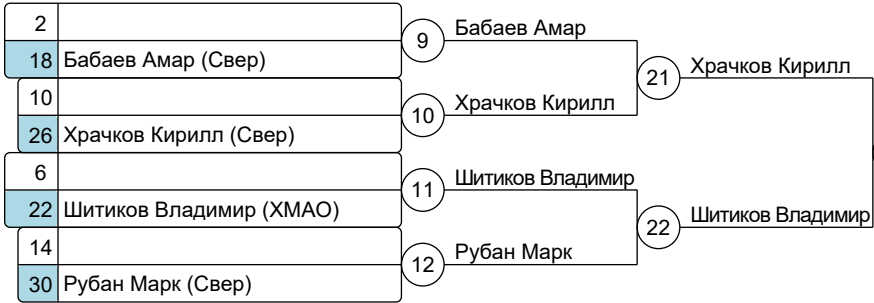 2
9
Бабаев Амар
18 Бабаев Амар (Свер)
21
Храчков Кирилл
10
10
Храчков Кирилл
26 Храчков Кирилл (Свер)
6
11
Шитиков Владимир
22 Шитиков Владимир (ХМАО)
22
Шитиков Владимир
14
12
Рубан Марк
30 Рубан Марк (Свер)